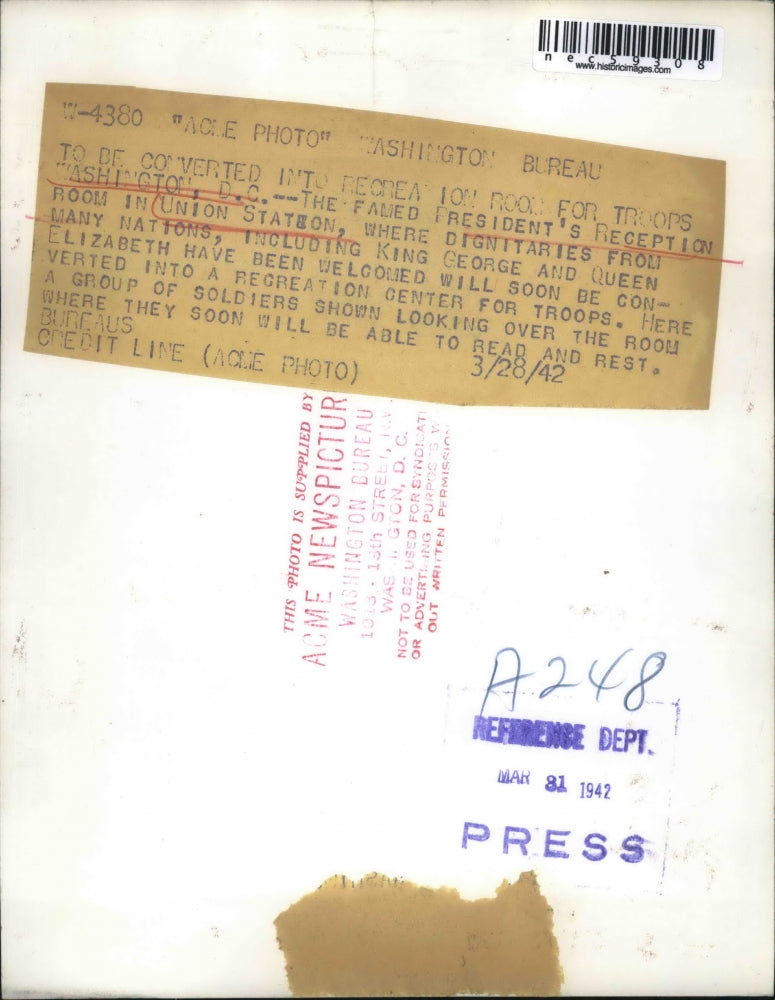 nec59308
www.historicimages.com
W-4380 "ACME PHOTO" WASHINGTON BUREAU
TO BE CONVERTED INTO RECREATION ROOM FOR TROOPS
WASHINGTON, D.C.--THE FAMED PRESIDENT'S RECEPTION
ROOM IN UNION STATION, WHERE DIGNITARIES FROM
MANY NATIONS, INCLUDING KING GEORGE AND QUEEN
ELIZABETH HAVE BEEN WELCOMED WILL SOON BE CON-
VERTED INTO A RECREATION CENTER FOR TROOPS. HERE
A GROUP OF SOLDIERS SHOWN LOOKING OVER THE ROOM
WHERE THEY SOON WILL BE ABLE TO READ AND REST.
BUREAUS
CREDIT LINE (ACME PHOTO) 3/28/42
THIS PHOTO IS SUPPLIED BY
ACME NEWSPICTUR
WASHINGTON BUREAU
1013 - 13th STREET, N.W.
WASHINGTON, D. C.
NOT TO BE USED FOR SYNDICATI
OR ADVERTISING PURPOSES W
OUT WRITTEN PERMISSION
A248
REFERENCE DEPT.
MAR 31 1942
PRESS